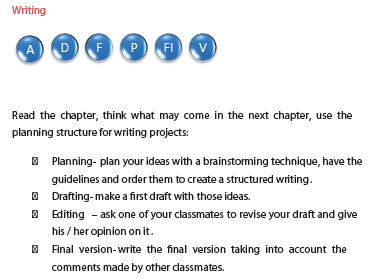 Writing
A D F P FI V
Read the chapter, think what may come in the next chapter, use the
planning structure for writing projects:
Planning- plan your ideas with a brainstorming technique, have the
guidelines and order them to create a structured writing.
Drafting- make a first draft with those ideas.
Editing – ask one of your classmates to revise your draft and give
his / her opinion on it.
Final version- write the final version taking into account the
comments made by other classmates.